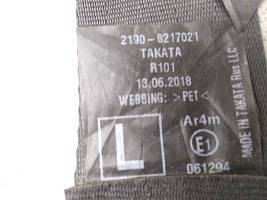 2190-8217021
TAKATA
R101
13.06.2018
WEBBING: >PET<
L
Ar4m
E1
061294
MADE IN TAKATA Rus LLC